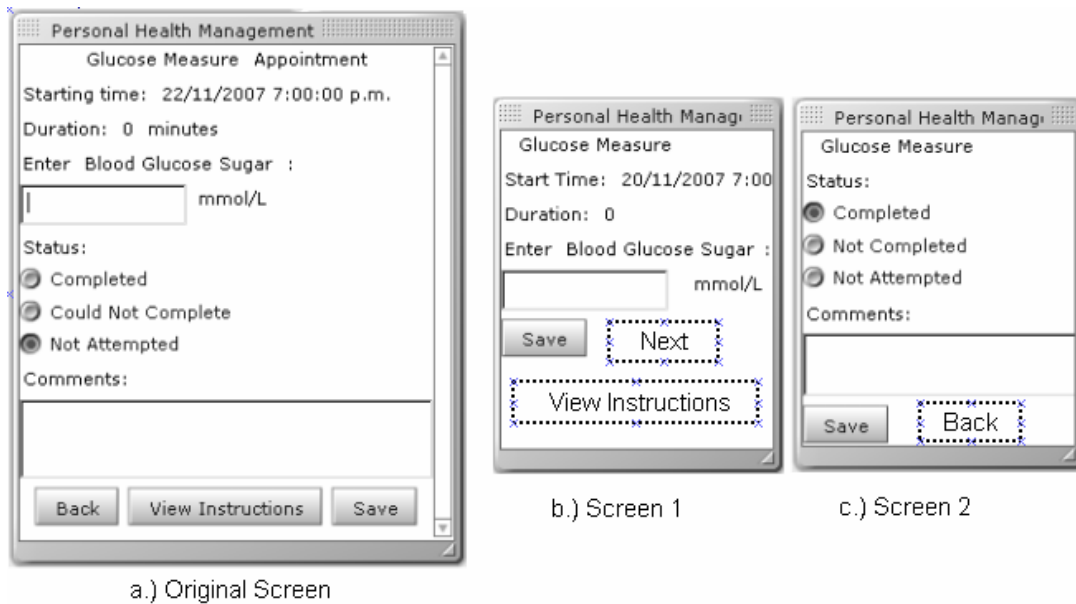 Personal Health Management
Glucose Measure Appointment
Starting time: 22/11/2007 7:00:00 p.m.
Duration: 0 minutes
Enter Blood Glucose Sugar :
mmol/L
Status:
Completed
Could Not Complete
Not Attempted
Comments:
Back View Instructions Save
a.) Original Screen
Personal Health Manag
Glucose Measure
Start Time: 20/11/2007 7:00
Duration: 0
Enter Blood Glucose Sugar :
mmol/L
Save Next
View Instructions
b.) Screen 1
Personal Health Manag
Glucose Measure
Status:
Completed
Not Completed
Not Attempted
Comments:
Save Back
c.) Screen 2